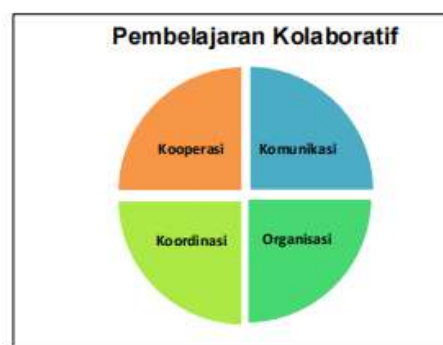 Pembelajaran Kolaboratif
Kooperasi
Komunikasi
Koordinasi
Organisasi